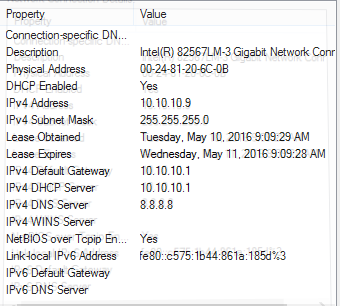 Property Value
Connection-specific DN...
Description Intel(R) 82567LM-3 Gigabit Network Conr
Physical Address 00-24-81-20-6C-0B
DHCP Enabled Yes
IPv4 Address 10.10.10.9
IPv4 Subnet Mask 255.255.255.0
Lease Obtained Tuesday, May 10, 2016 9:09:29 AM
Lease Expires Wednesday, May 11, 2016 9:09:28 AM
IPv4 Default Gateway 10.10.10.1
IPv4 DHCP Server 10.10.10.1
IPv4 DNS Server 8.8.8.8
IPv4 WINS Server
NetBIOS over Tcpip En... Yes
Link-local IPv6 Address fe80::c575:1b44:861a:185d%3
IPv6 Default Gateway
IPv6 DNS Server